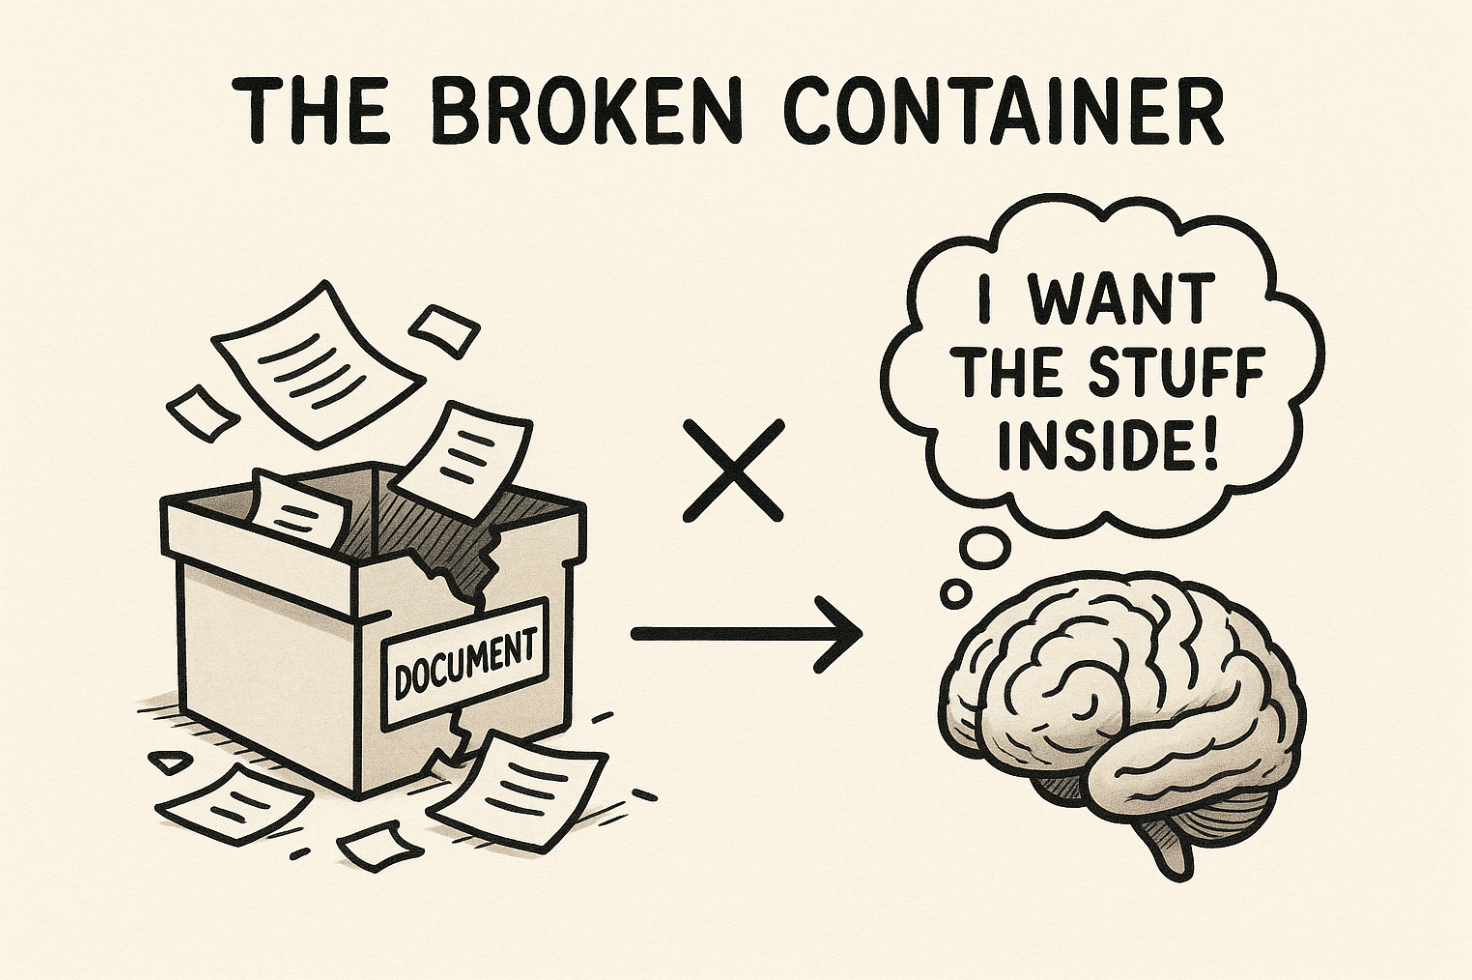 THE BROKEN CONTAINER
I WANT
THE STUFF
INSIDE!
DOCUMENT